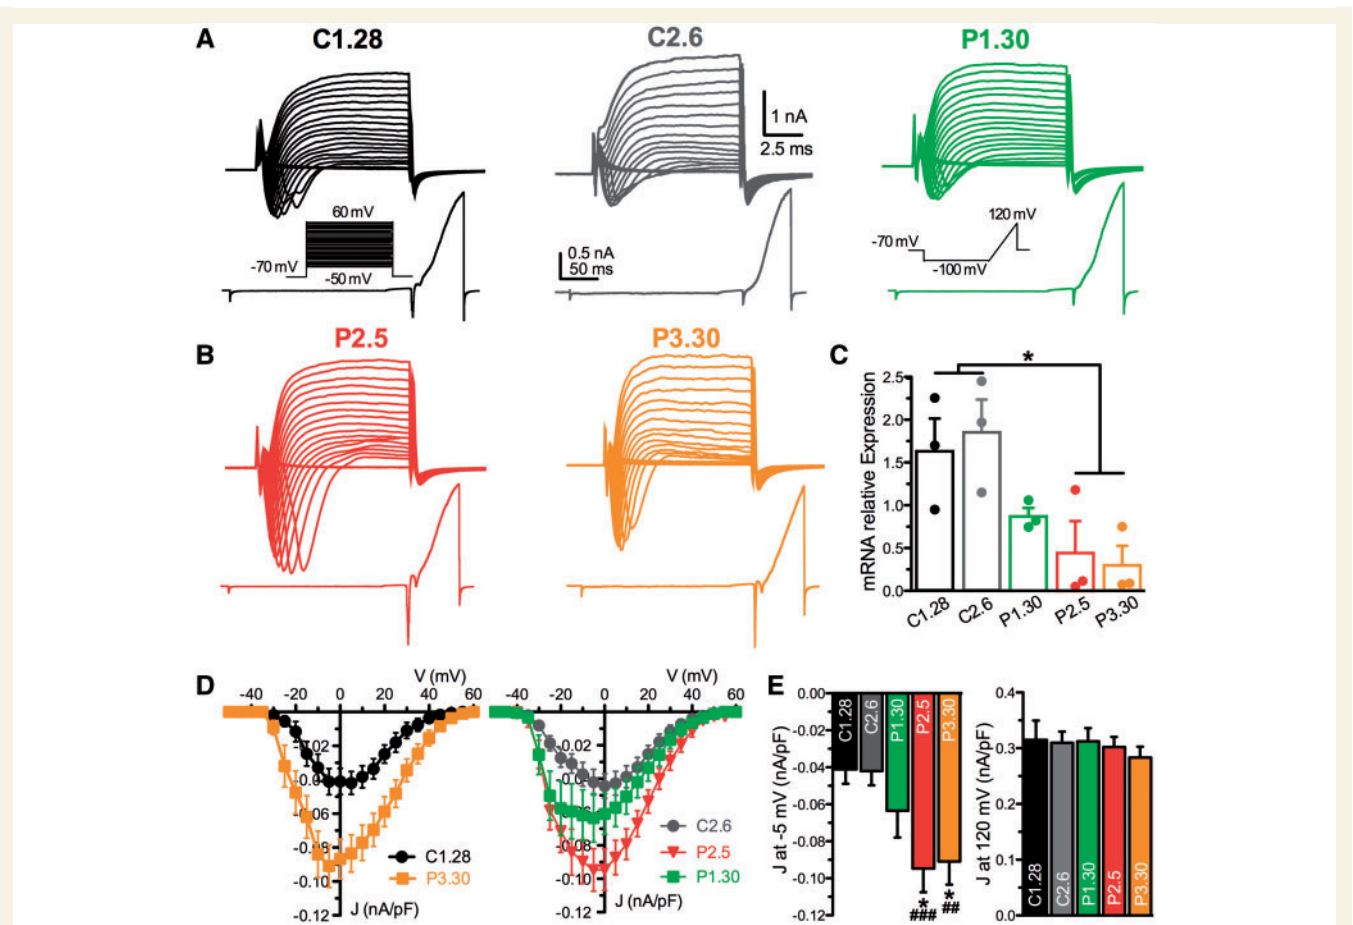 A
C1.28
C2.6
P1.30
1 nA
2.5 ms
60 mV
-70 mV
-50 mV
0.5 nA
50 ms
120 mV
-70 mV
-100 mV
B
P2.5
P3.30
C
*
mRNA relative Expression
2.5
2.0
1.5
1.0
0.5
0.0
C1.28
C2.6
P1.30
P2.5
P3.30
D
V (mV)
-40 -20 0 20 40 60
-0.02
-0.04
-0.06
-0.08
-0.10
-0.12
C1.28
P3.30
J (nA/pF)
V (mV)
-40 -20 0 20 40 60
-0.02
-0.04
-0.06
-0.08
-0.10
-0.12
C2.6
P2.5
P1.30
J (nA/pF)
E
J at -5 mV (nA/pF)
0.00
-0.02
-0.04
-0.06
-0.08
-0.10
-0.12
C1.28
C2.6
P1.30
P2.5
P3.30
* *
### ##
J at 120 mV (nA/pF)
0.4
0.3
0.2
0.1
0.0
C1.28
C2.6
P1.30
P2.5
P3.30